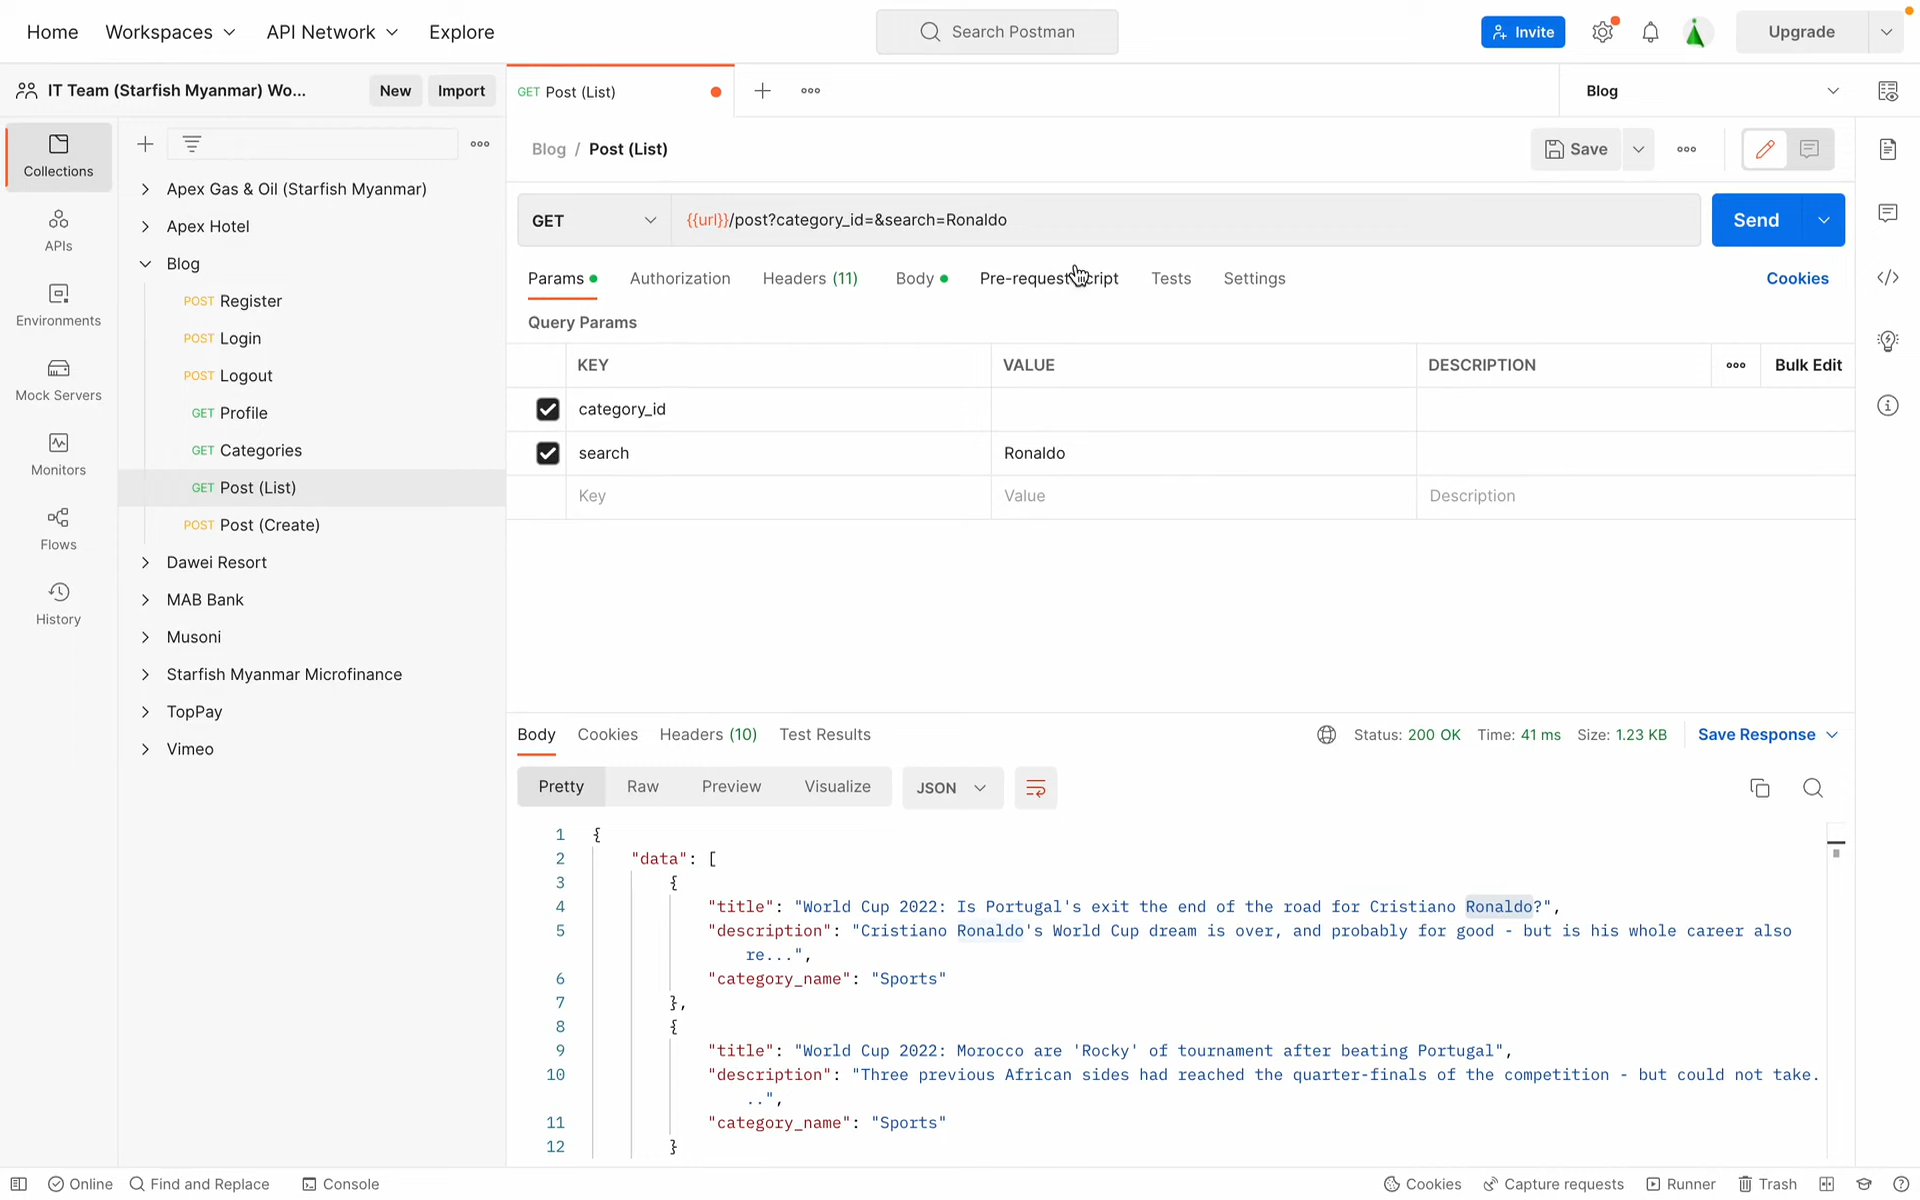 Home Workspaces API Network Explore Search Postman Invite Upgrade
IT Team (Starfish Myanmar) Wo... New Import GET Post (List) Blog
Collections
APIs
Environments
Mock Servers
Monitors
Flows
History
Apex Gas & Oil (Starfish Myanmar)
Apex Hotel
Blog
POST Register
POST Login
POST Logout
GET Profile
GET Categories
GET Post (List)
POST Post (Create)
Dawei Resort
MAB Bank
Musoni
Starfish Myanmar Microfinance
TopPay
Vimeo
Blog / Post (List) Save
GET {{url}}/post?category_id=&search=Ronaldo Send
Params Authorization Headers (11) Body Pre-request Script Tests Settings Cookies
Query Params
KEY VALUE DESCRIPTION Bulk Edit
category_id
search Ronaldo
Key Value Description
Body Cookies Headers (10) Test Results Status: 200 OK Time: 41 ms Size: 1.23 KB Save Response
Pretty Raw Preview Visualize JSON
1 {
2 "data": [
3 {
4 "title": "World Cup 2022: Is Portugal's exit the end of the road for Cristiano Ronaldo?",
5 "description": "Cristiano Ronaldo's World Cup dream is over, and probably for good - but is his whole career also
re...",
6 "category_name": "Sports"
7 },
8 {
9 "title": "World Cup 2022: Morocco are 'Rocky' of tournament after beating Portugal",
10 "description": "Three previous African sides had reached the quarter-finals of the competition - but could not take.
..",
11 "category_name": "Sports"
12 }
Online Find and Replace Console Cookies Capture requests Runner Trash